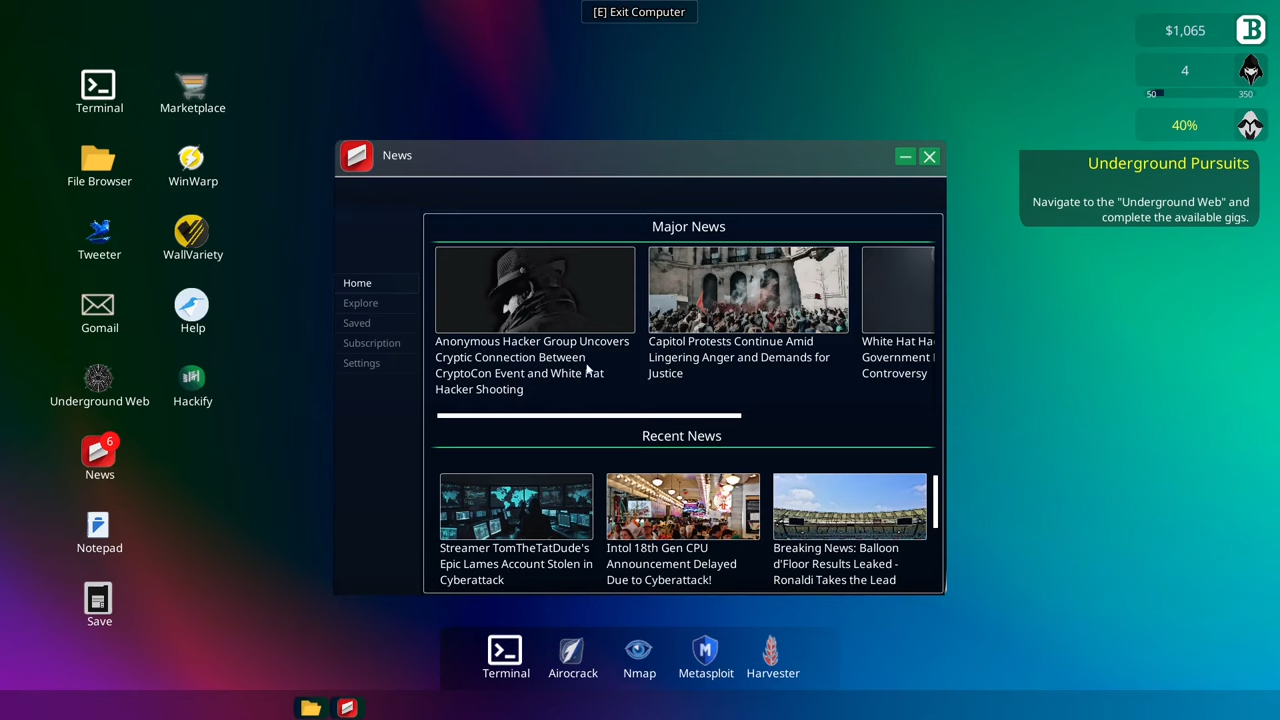 [E] Exit Computer
$1,065
B
4
50
350
40%
Underground Pursuits
Navigate to the "Underground Web" and
complete the available gigs.
Terminal
Marketplace
File Browser
WinWarp
Tweeter
WallVariety
Gomail
Help
Underground Web
Hackify
6
News
Notepad
Save
News
Home
Explore
Saved
Subscription
Settings
Major News
Anonymous Hacker Group Uncovers
Cryptic Connection Between
CryptoCon Event and White Hat
Hacker Shooting
Capitol Protests Continue Amid
Lingering Anger and Demands for
Justice
White Hat Ha
Government
Controversy
Recent News
Streamer TomTheTatDude's
Epic Lames Account Stolen in
Cyberattack
Intol 18th Gen CPU
Announcement Delayed
Due to Cyberattack!
Breaking News: Balloon
d'Floor Results Leaked -
Ronaldi Takes the Lead
Terminal
Airocrack
Nmap
M
Metasploit
Harvester